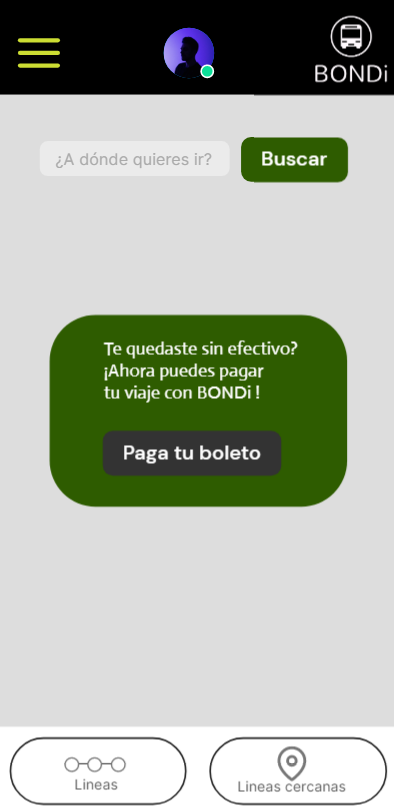 BONDi
¿A dónde quieres ir?
Buscar
Te quedaste sin efectivo?
¡Ahora puedes pagar
tu viaje con BONDi !
Paga tu boleto
Lineas
Lineas cercanas